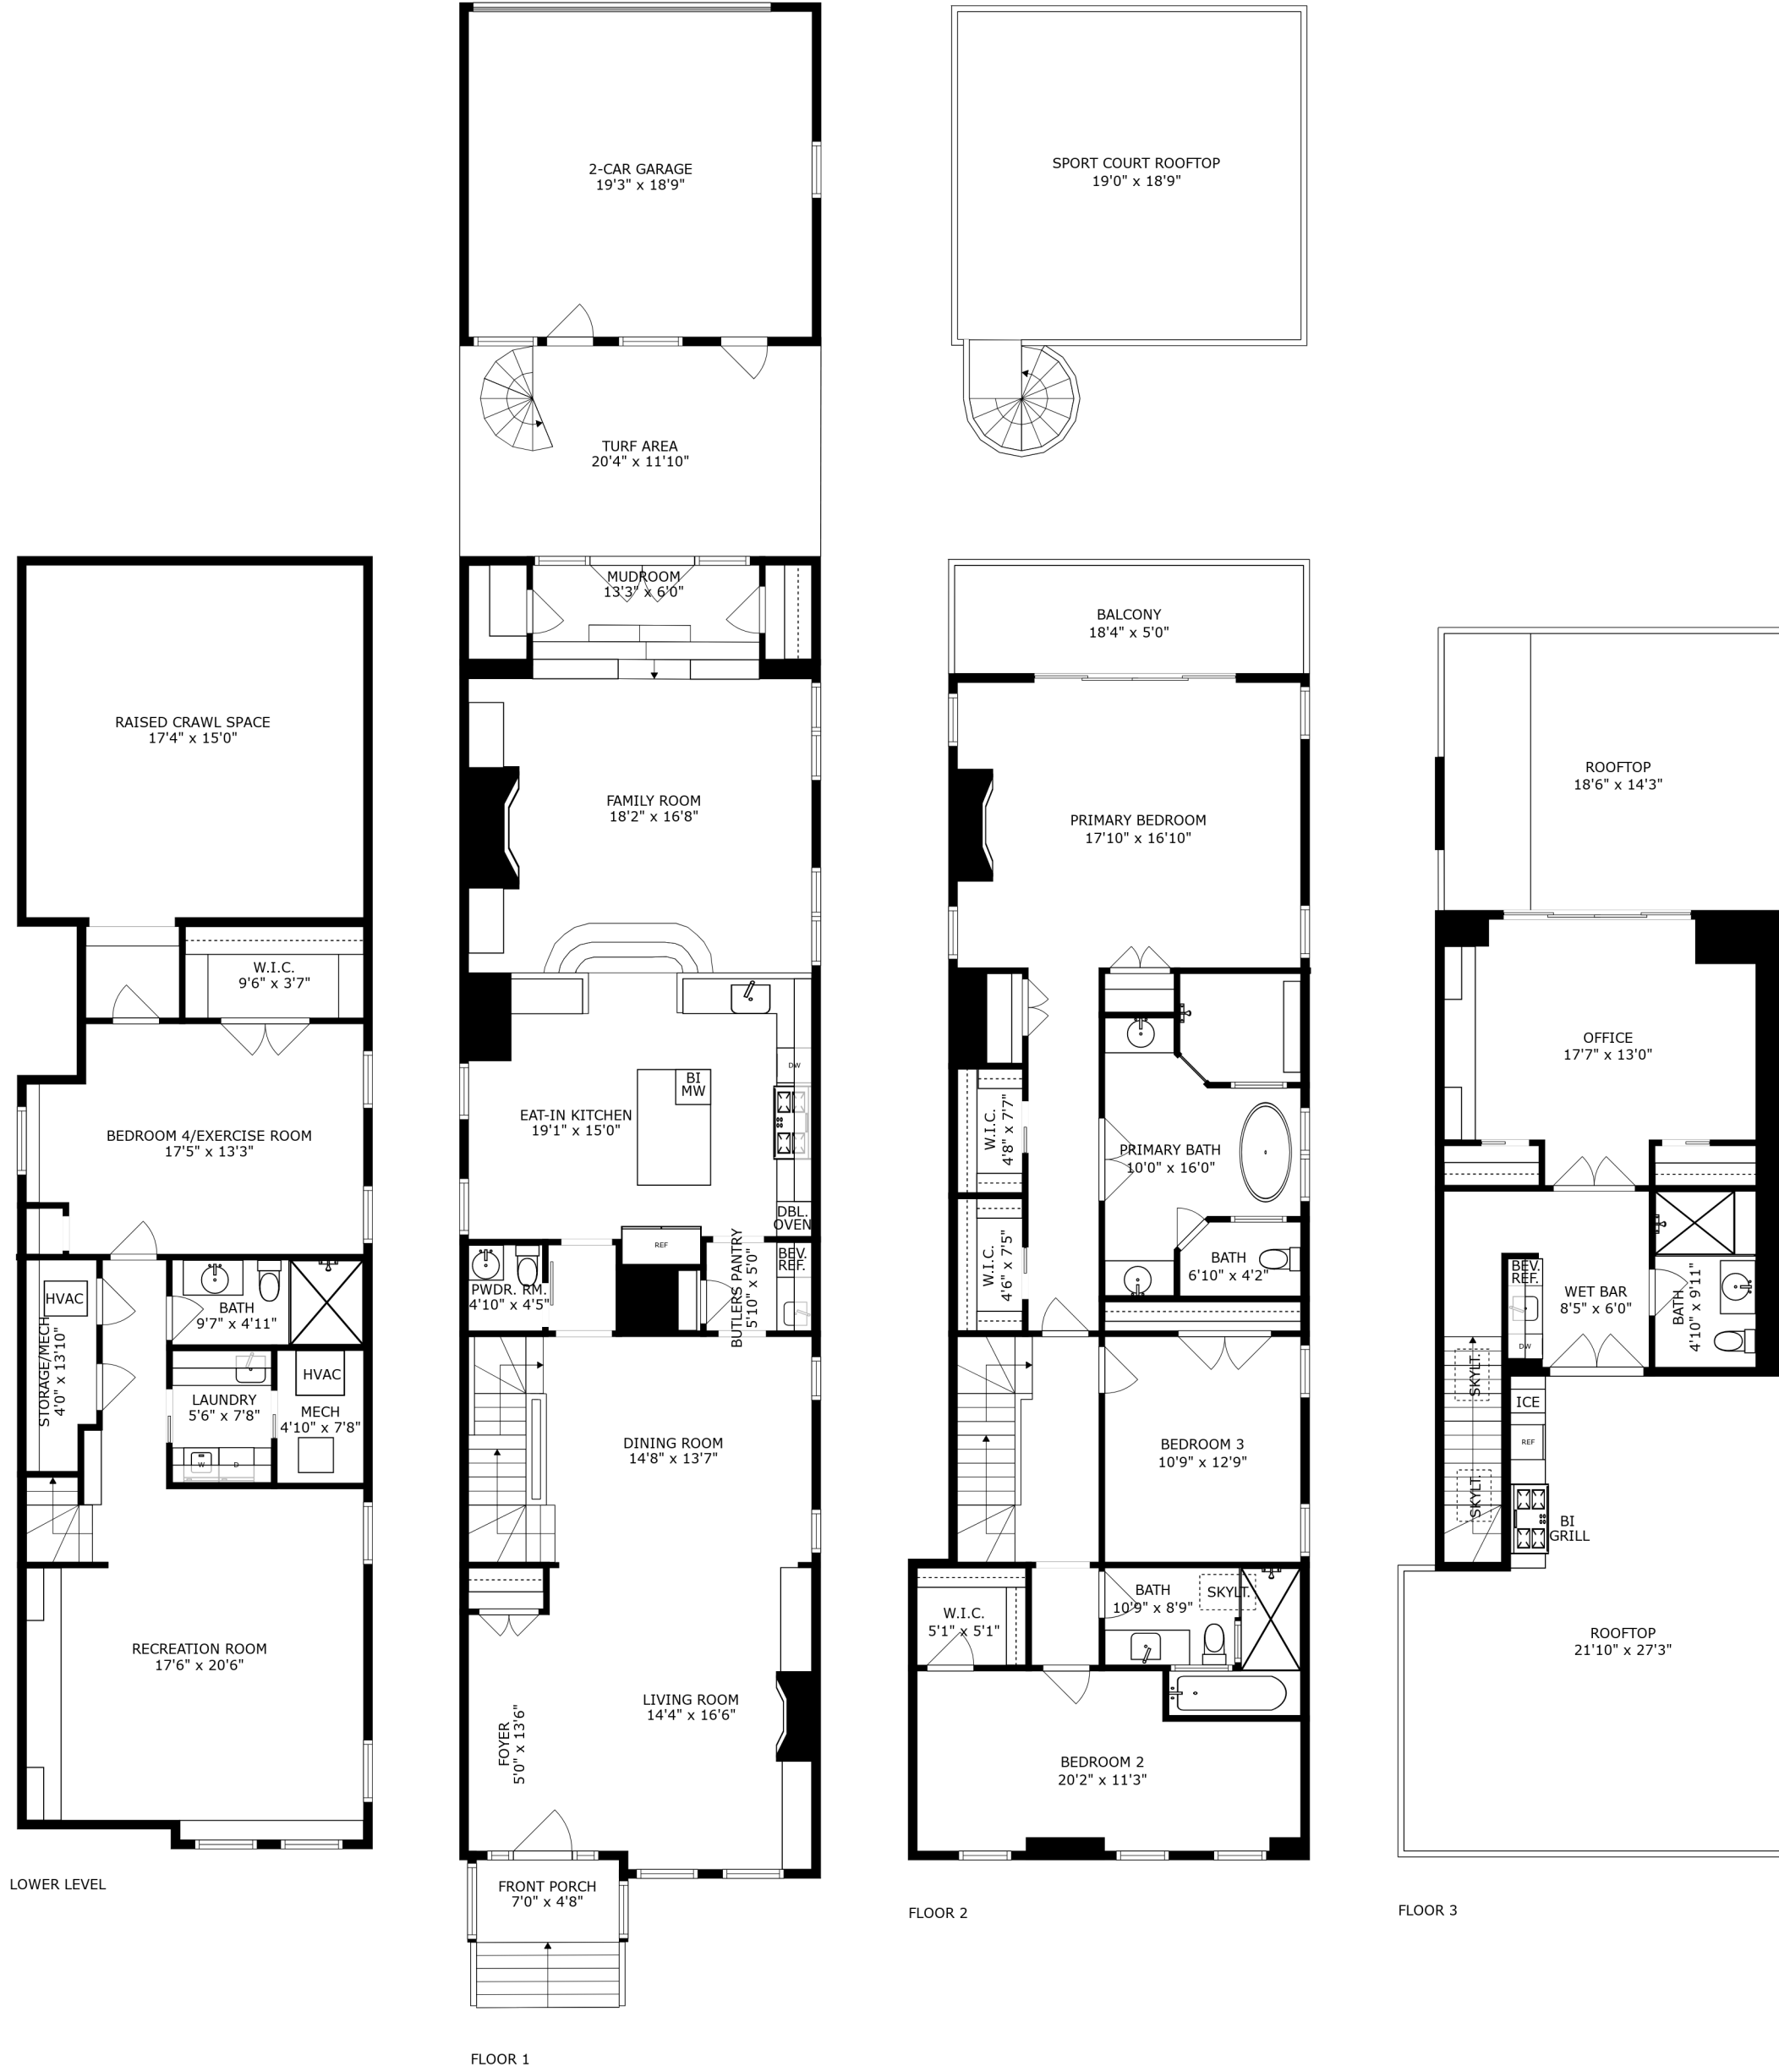 RAISED CRAWL SPACE
17'4" x 15'0"
W.I.C.
9'6" x 3'7"
BEDROOM 4/EXERCISE ROOM
17'5" x 13'3"
HVAC
STORAGE/MECH
4'0" x 13'10"
BATH
9'7" x 4'11"
LAUNDRY
5'6" x 7'8"
W
D
HVAC
MECH
4'10" x 7'8"
RECREATION ROOM
17'6" x 20'6"
LOWER LEVEL
2-CAR GARAGE
19'3" x 18'9"
TURF AREA
20'4" x 11'10"
MUDROOM
13'3" x 6'0"
FAMILY ROOM
18'2" x 16'8"
BI
MW
DW
EAT-IN KITCHEN
19'1" x 15'0"
DBL.
OVEN
REF
BEV.
REF.
BUTLERS PANTRY
5'10" x 5'0"
PWDR. RM.
4'10" x 4'5"
DINING ROOM
14'8" x 13'7"
LIVING ROOM
14'4" x 16'6"
FOYER
5'0" x 13'6"
FRONT PORCH
7'0" x 4'8"
FLOOR 1
SPORT COURT ROOFTOP
19'0" x 18'9"
BALCONY
18'4" x 5'0"
PRIMARY BEDROOM
17'10" x 16'10"
W.I.C.
4'8" x 7'7"
PRIMARY BATH
10'0" x 16'0"
W.I.C.
4'6" x 7'5"
BATH
6'10" x 4'2"
BEDROOM 3
10'9" x 12'9"
W.I.C.
5'1" x 5'1"
BATH
10'9" x 8'9"
SKYLT.
BEDROOM 2
20'2" x 11'3"
FLOOR 2
ROOFTOP
18'6" x 14'3"
OFFICE
17'7" x 13'0"
BEV.
REF.
WET BAR
8'5" x 6'0"
DW
BATH
4'10" x 9'11"
SKYLT.
SKYLT.
ICE
REF
BI
GRILL
ROOFTOP
21'10" x 27'3"
FLOOR 3